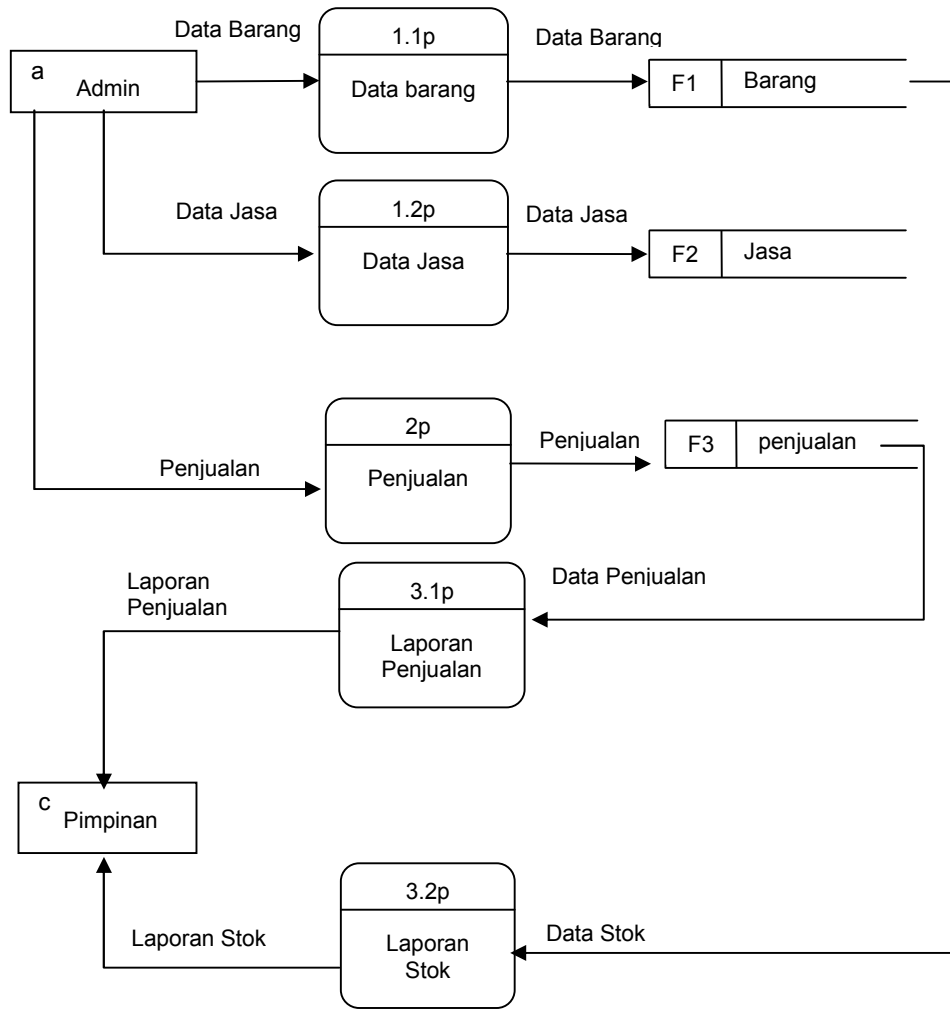 Data Barang
1.1p
Data Barang
a
Admin
Data barang
F1
Barang
Data Jasa
1.2p
Data Jasa
Data Jasa
F2
Jasa
2p
Penjualan
Penjualan
Penjualan
F3
penjualan
Laporan
Penjualan
3.1p
Data Penjualan
Laporan
Penjualan
c
Pimpinan
3.2p
Laporan Stok
Laporan
Stok
Data Stok